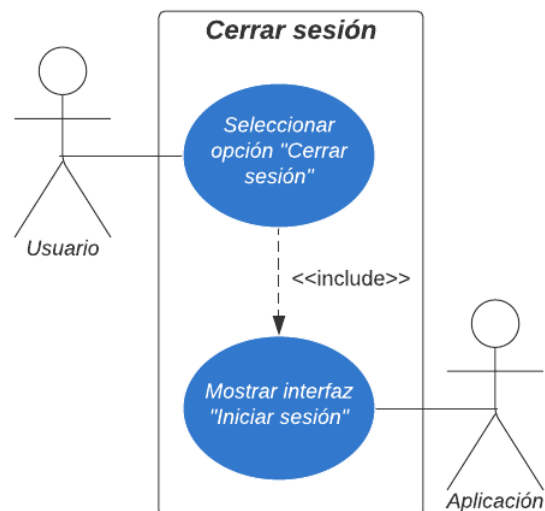 Cerrar sesión
Seleccionar
opción "Cerrar
sesión"
Usuario
<<include>>
Mostrar interfaz
"Iniciar sesión"
Aplicación